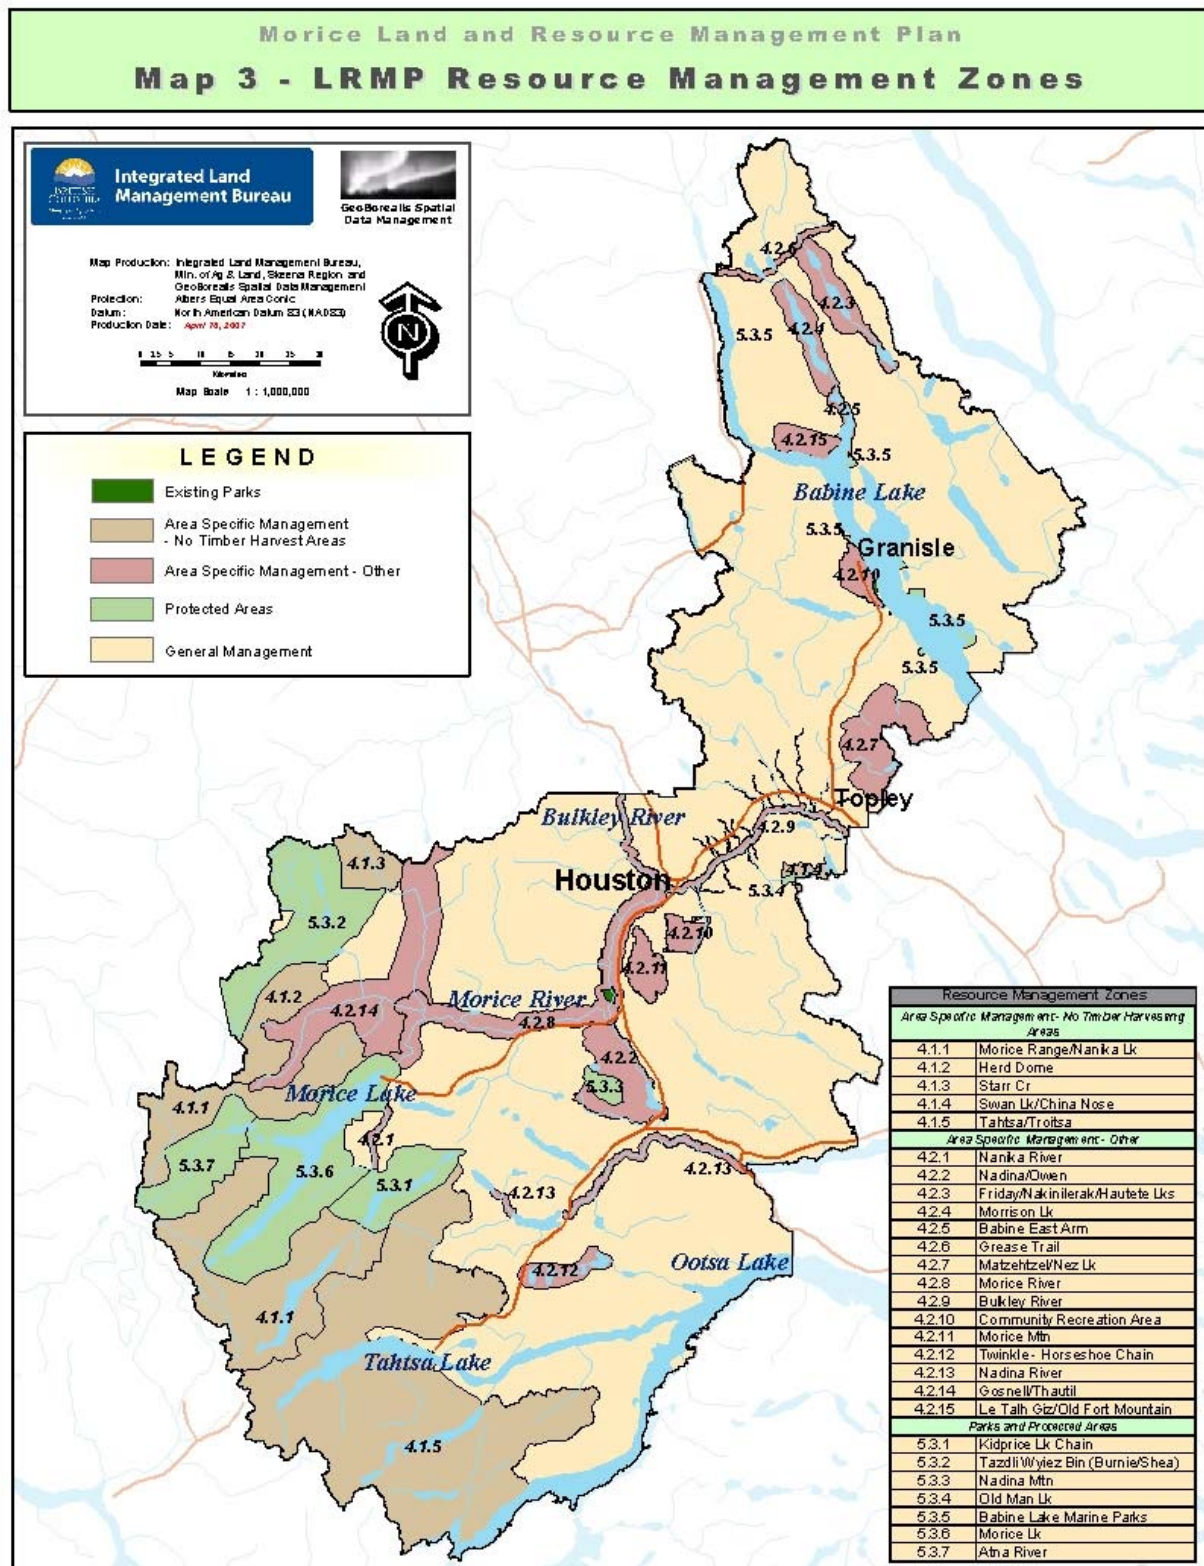 Morice Land and Resource Management Plan
Map 3 - LRMP Resource Management Zones
BRITISH
COLUMBIA
Integrated Land
Management Bureau
GeoBorealis Spatial
Data Management
Map Production: Integrated Land Management Bureau,
Min. of Ag & Land, Skeena Region and
GeoBorealis Spatial Data Management
Projection: Albers Equal Area Conic
Datum: North American Datum 83 (NAD83)
Production Date: April 18, 2007
N
0 2.5 5 10 15 20 25 30
Kilometers
Map Scale 1 : 1,000,000
LEGEND
Existing Parks
Area Specific Management
- No Timber Harvest Areas
Area Specific Management - Other
Protected Areas
General Management
4.2.6
4.2.3
5.3.5
4.2.4
4.2.5
4.2.15
5.3.5
Babine Lake
5.3.5
Granisle
4.2.10
5.3.5
5.3.5
4.2.7
Topley
Bulkley River
4.2.9
4.1.3
4.1.4
Houston
5.3.4
5.3.2
4.2.10
4.2.11
4.1.2
4.2.14
Morice River
4.2.8
4.2.2
5.3.3
Morice Lake
4.1.1
4.2.1
5.3.7
5.3.6
5.3.1
4.2.13
4.2.13
Ootsa Lake
4.2.12
4.1.1
Tahtsa Lake
4.1.5
Resource Management Zones
Area Specific Management - No Timber Harvesting
Areas
4.1.1 Morice Range/Nanika Lk
4.1.2 Herd Dome
4.1.3 Starr Cr
4.1.4 Swan Lk/China Nose
4.1.5 Tahtsa/Troitsa
Area Specific Management - Other
4.2.1 Nanika River
4.2.2 Nadina/Owen
4.2.3 Friday/Nakinilerak/Hautete Lks
4.2.4 Morrison Lk
4.2.5 Babine East Arm
4.2.6 Grease Trail
4.2.7 Matzehtzel/Nez Lk
4.2.8 Morice River
4.2.9 Bulkley River
4.2.10 Community Recreation Area
4.2.11 Morice Mtn
4.2.12 Twinkle- Horseshoe Chain
4.2.13 Nadina River
4.2.14 Gosnell/Thautil
4.2.15 Le Talh Giz/Old Fort Mountain
Parks and Protected Areas
5.3.1 Kidprice Lk Chain
5.3.2 Tazdli Wyiez Bin (Burnie/Shea)
5.3.3 Nadina Mtn
5.3.4 Old Man Lk
5.3.5 Babine Lake Marine Parks
5.3.6 Morice Lk
5.3.7 Atna River